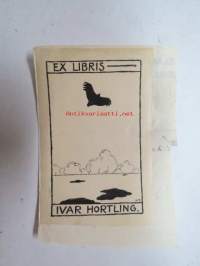 EX LIBRIS
Antikvariaatti.net
IVAR HORTLING.